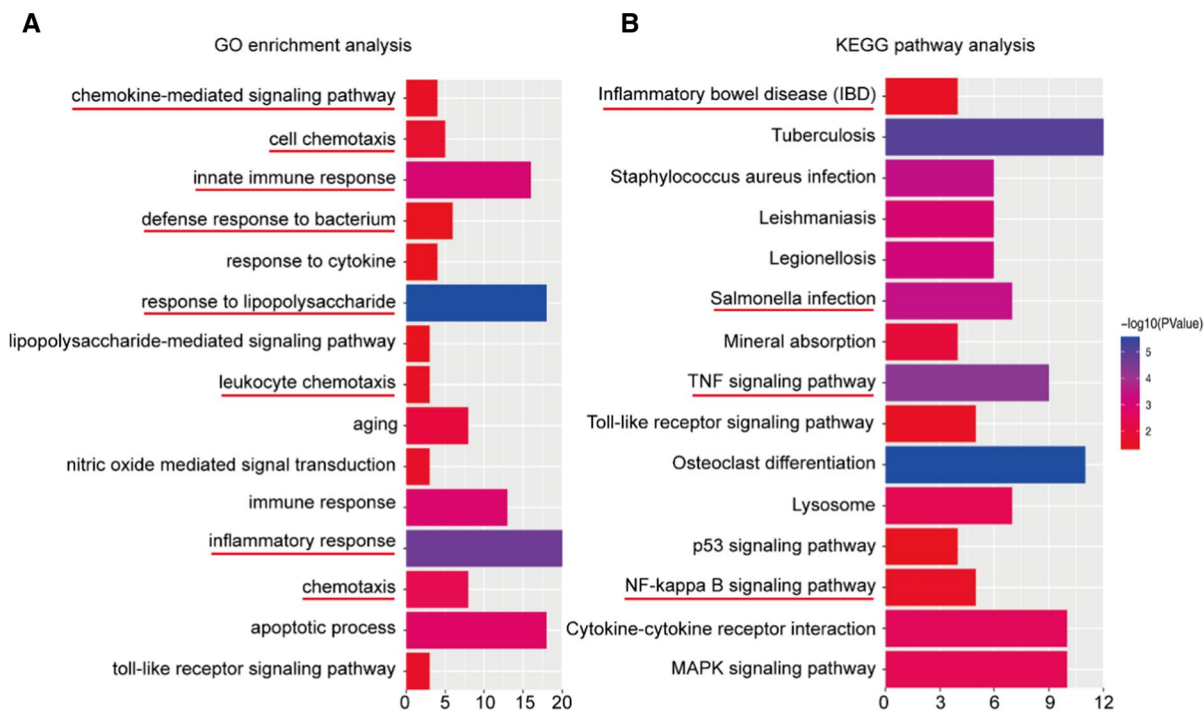 A
GO enrichment analysis
chemokine-mediated signaling pathway
cell chemotaxis
innate immune response
defense response to bacterium
response to cytokine
response to lipopolysaccharide
lipopolysaccharide-mediated signaling pathway
leukocyte chemotaxis
aging
nitric oxide mediated signal transduction
immune response
inflammatory response
chemotaxis
apoptotic process
toll-like receptor signaling pathway
0 5 10 15 20
B
KEGG pathway analysis
Inflammatory bowel disease (IBD)
Tuberculosis
Staphylococcus aureus infection
Leishmaniasis
Legionellosis
Salmonella infection
Mineral absorption
TNF signaling pathway
Toll-like receptor signaling pathway
Osteoclast differentiation
Lysosome
p53 signaling pathway
NF-kappa B signaling pathway
Cytokine-cytokine receptor interaction
MAPK signaling pathway
0 3 6 9 12
−log10(PValue)
5
4
3
2